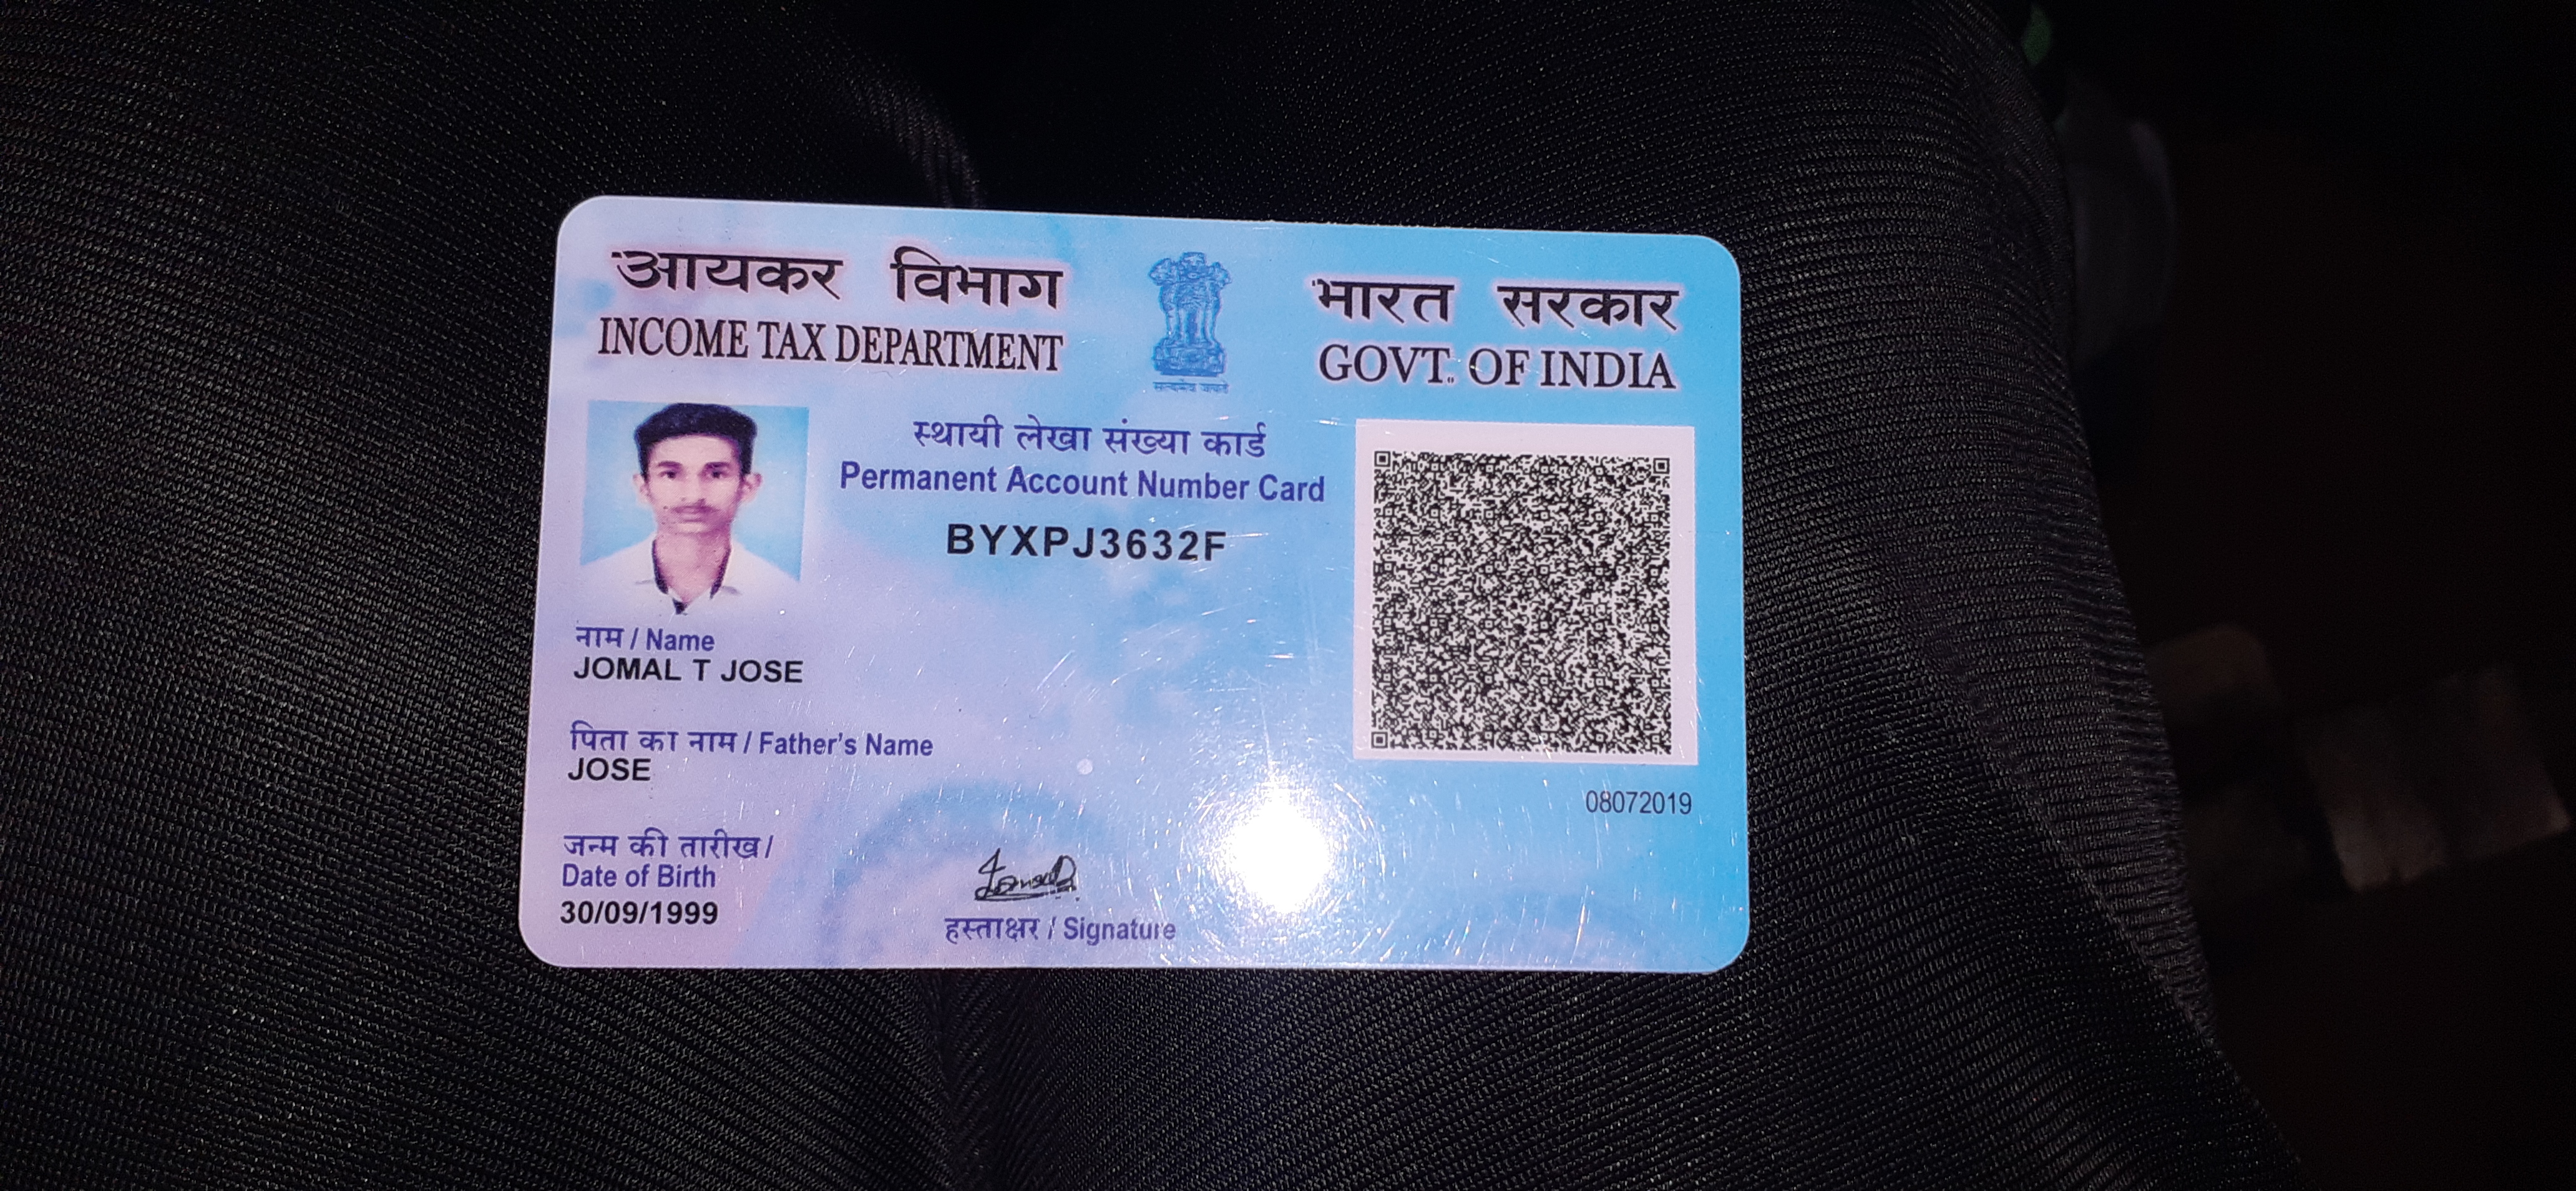 आयकर विभाग
INCOME TAX DEPARTMENT
भारत सरकार
GOVT. OF INDIA
स्थायी लेखा संख्या कार्ड
Permanent Account Number Card
BYXPJ3632F
नाम / Name
JOMAL T JOSE
पिता का नाम / Father's Name
JOSE
जन्म की तारीख /
Date of Birth
30/09/1999
हस्ताक्षर / Signature
08072019